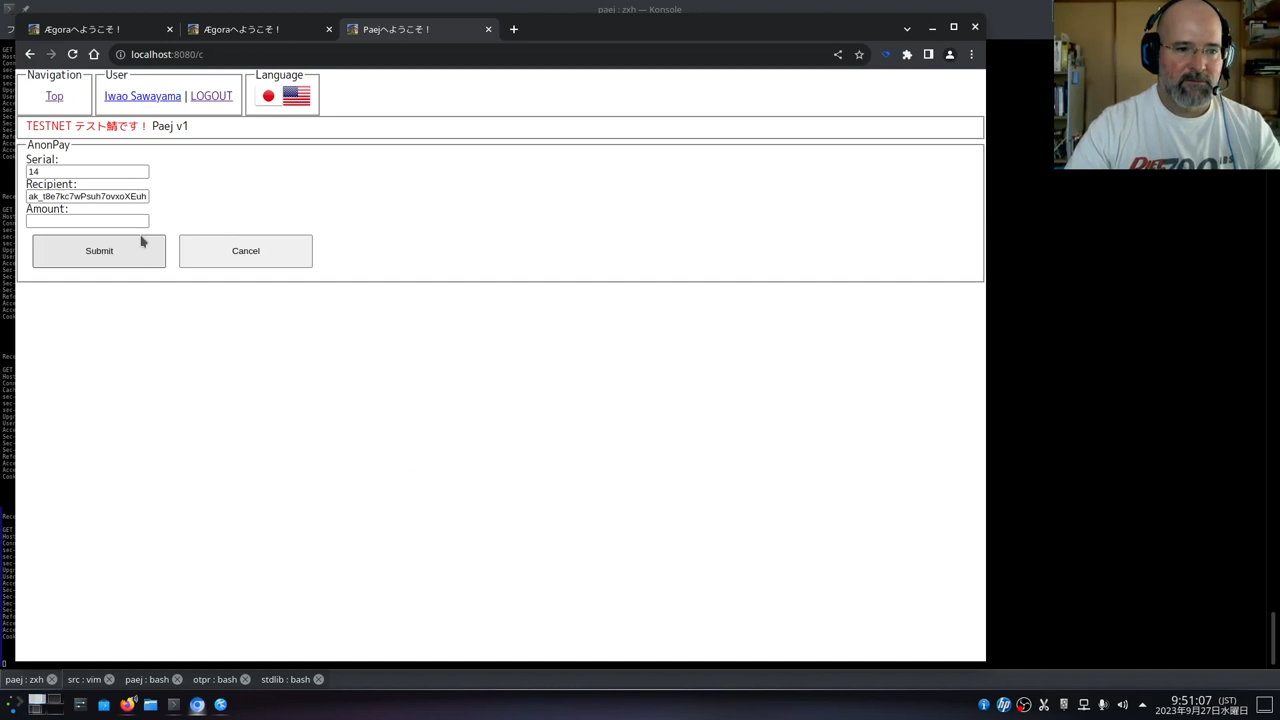 paej : zxh — Konsole
Ægoraへようこそ！
Ægoraへようこそ！
Paejへようこそ！
localhost:8080/c
Navigation
Top
User
Iwao Sawayama | LOGOUT
Language
TESTNET テスト鯖です！ Paej v1
AnonPay
Serial:
14
Recipient:
ak_t8e7kc7wPsuh7ovxoXEuh
Amount:
Submit
Cancel
paej : zxh
src : vim
paej : bash
otpr : bash
stdlib : bash
9:51:07 (JST)
2023年9月27日水曜日